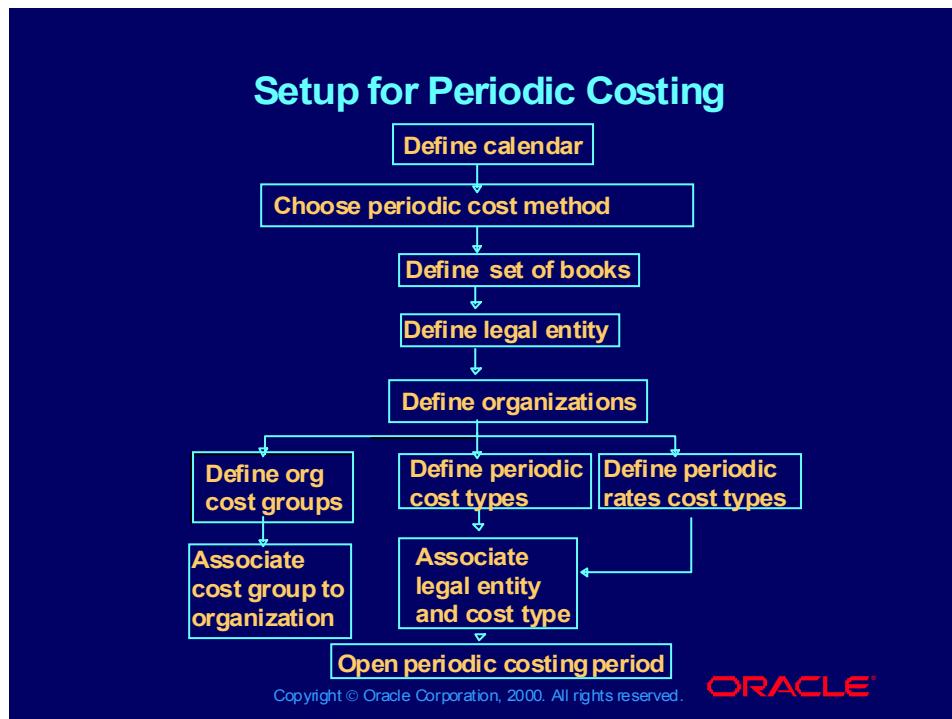 Setup for Periodic Costing
Define calendar
Choose periodic cost method
Define set of books
Define legal entity
Define organizations
Define org
cost groups
Define periodic
cost types
Define periodic
rates cost types
Associate
cost group to
organization
Associate
legal entity
and cost type
Open periodic costing period
Copyright © Oracle Corporation, 2000. All rights reserved.
ORACLE®